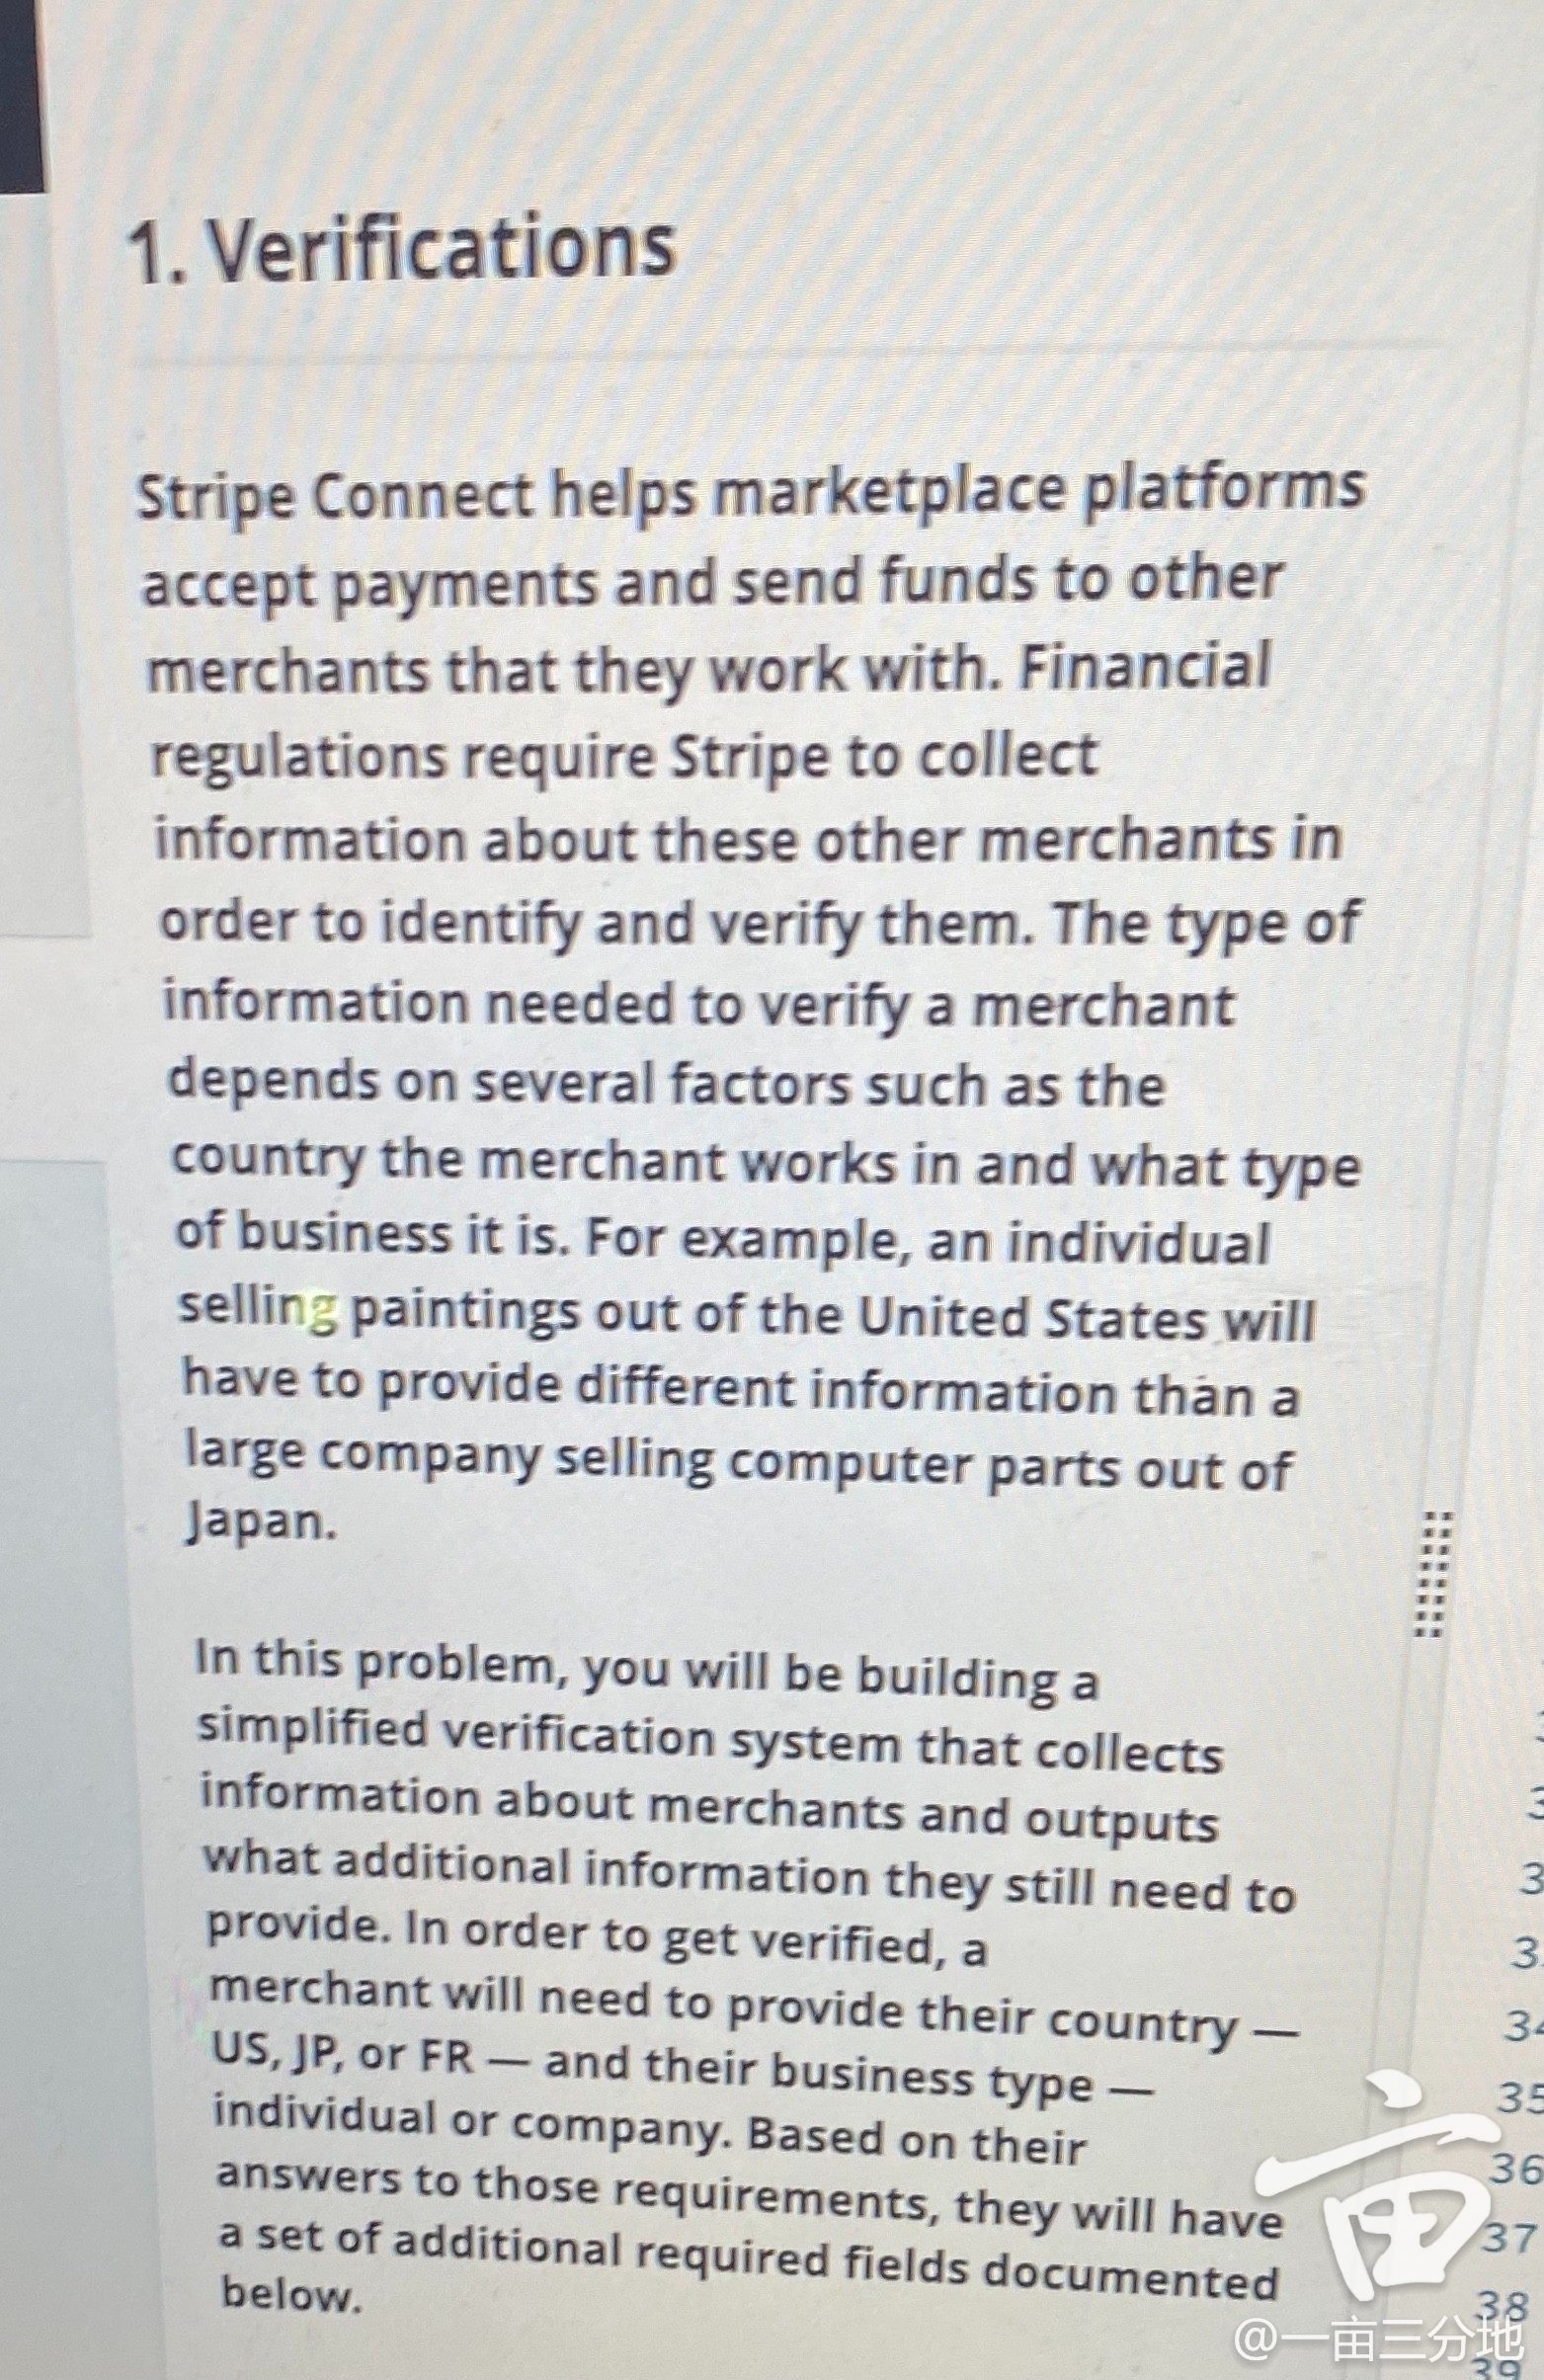 1. Verifications
Stripe Connect helps marketplace platforms
accept payments and send funds to other
merchants that they work with. Financial
regulations require Stripe to collect
information about these other merchants in
order to identify and verify them. The type of
information needed to verify a merchant
depends on several factors such as the
country the merchant works in and what type
of business it is. For example, an individual
selling paintings out of the United States will
have to provide different information than a
large company selling computer parts out of
Japan.
In this problem, you will be building a
simplified verification system that collects
information about merchants and outputs
what additional information they still need to
provide. In order to get verified, a
merchant will need to provide their country —
US, JP, or FR — and their business type —
individual or company. Based on their
answers to those requirements, they will have
a set of additional required fields documented
below.
35
36
37
38
39
亩
@一亩三分地